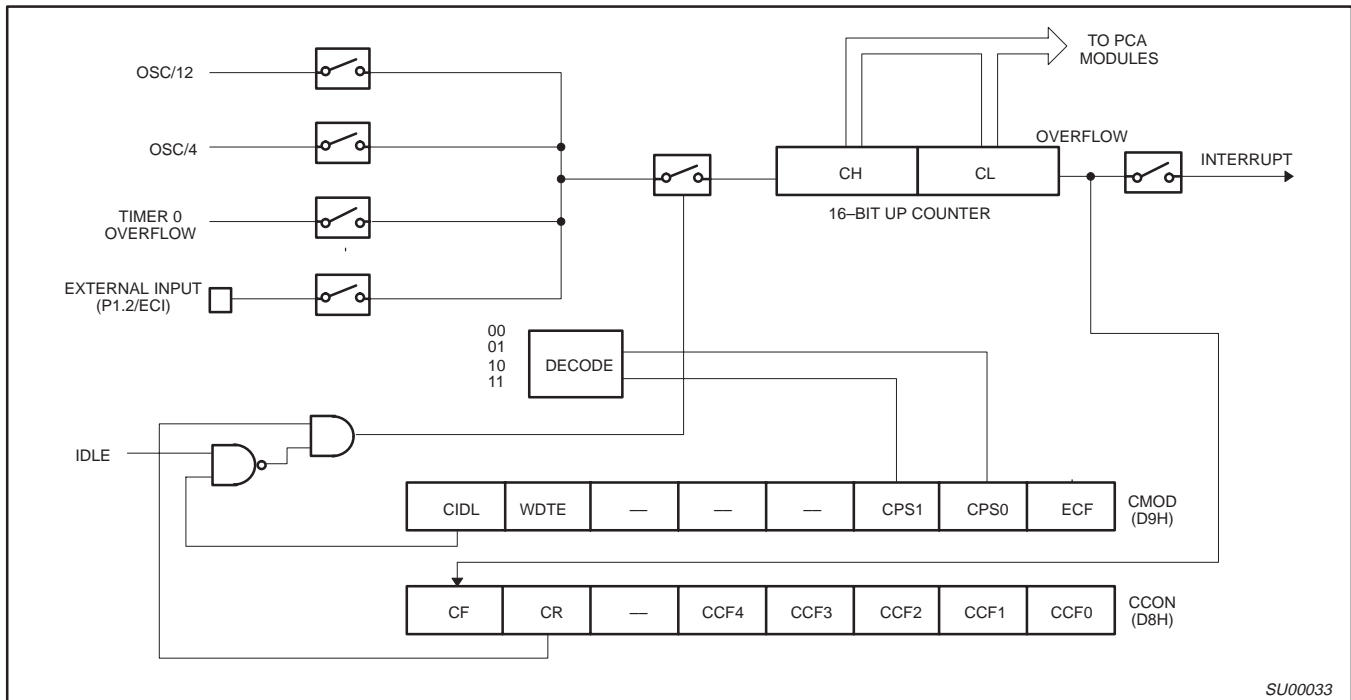 OSC/12
OSC/4
TIMER 0
OVERFLOW
EXTERNAL INPUT
(P1.2/ECI)
TO PCA
MODULES
OVERFLOW
INTERRUPT
CH
CL
16–BIT UP COUNTER
00
01
10
11
DECODE
IDLE
CIDL
WDTE
––
––
––
CPS1
CPS0
ECF
CMOD
(D9H)
CF
CR
––
CCF4
CCF3
CCF2
CCF1
CCF0
CCON
(D8H)
SU00033